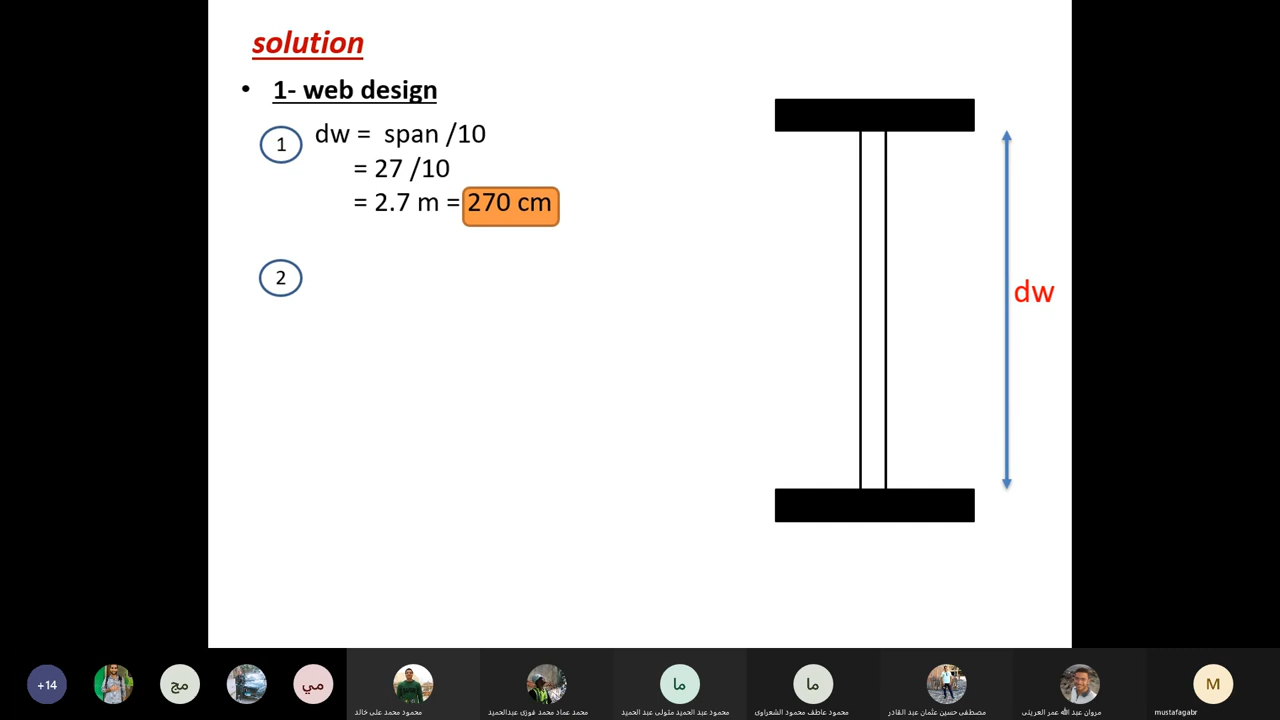 solution
• 1- web design
1
dw = span /10
= 27 /10
= 2.7 m = 270 cm
2
dw
+14
مج
مي
ما
ما
M
محمود محمد على خالد
محمد عماد محمد فوزى عبدالحميد
محمود عبد الحميد متولى عبد الحميد
محمود عاطف محمود الشعراوى
مصطفى حسين عثمان عبد القادر
مروان عبد الله عمر العرينى
mustafagabr